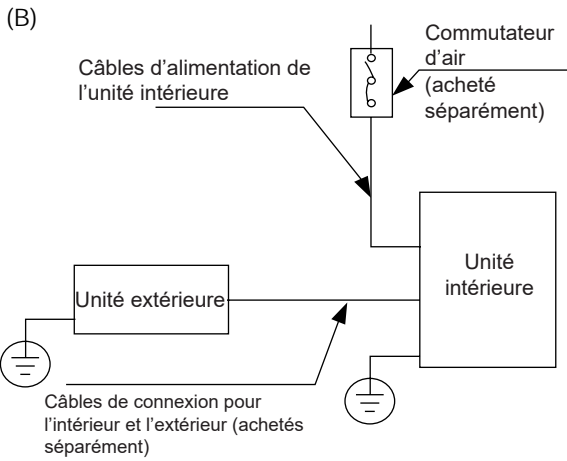 (B)
Commutateur
d’air
(acheté
séparément)
Câbles d’alimentation de
l’unité intérieure
Unité
intérieure
Unité extérieure
Câbles de connexion pour
l’intérieur et l’extérieur (achetés
séparément)